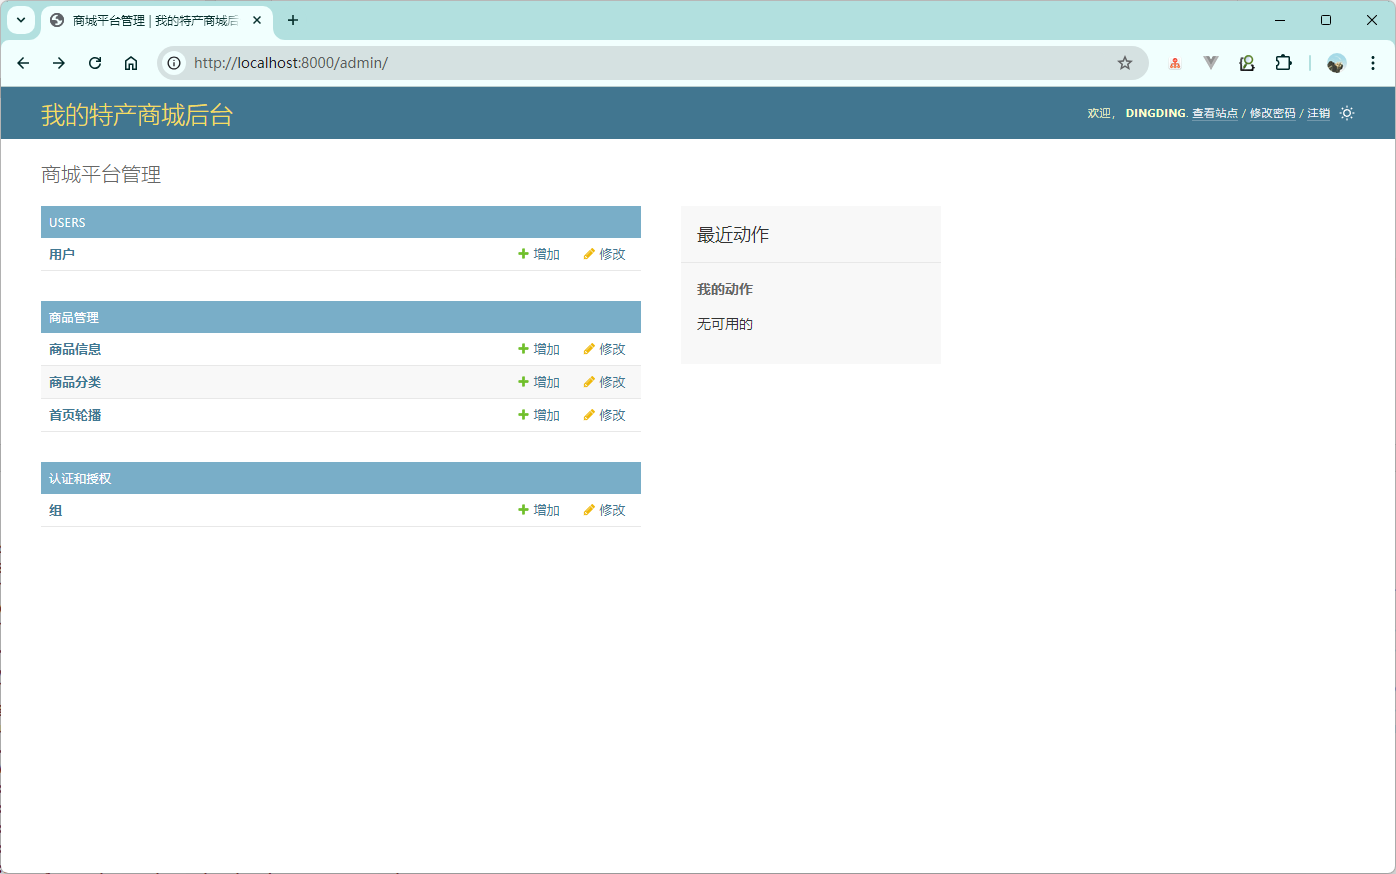 商城平台管理 | 我的特产商城后
http://localhost:8000/admin/
我的特产商城后台
欢迎， DINGDING. 查看站点 / 修改密码 / 注销
商城平台管理
USERS
用户 增加 修改
商品管理
商品信息 增加 修改
商品分类 增加 修改
首页轮播 增加 修改
认证和授权
组 增加 修改
最近动作
我的动作
无可用的